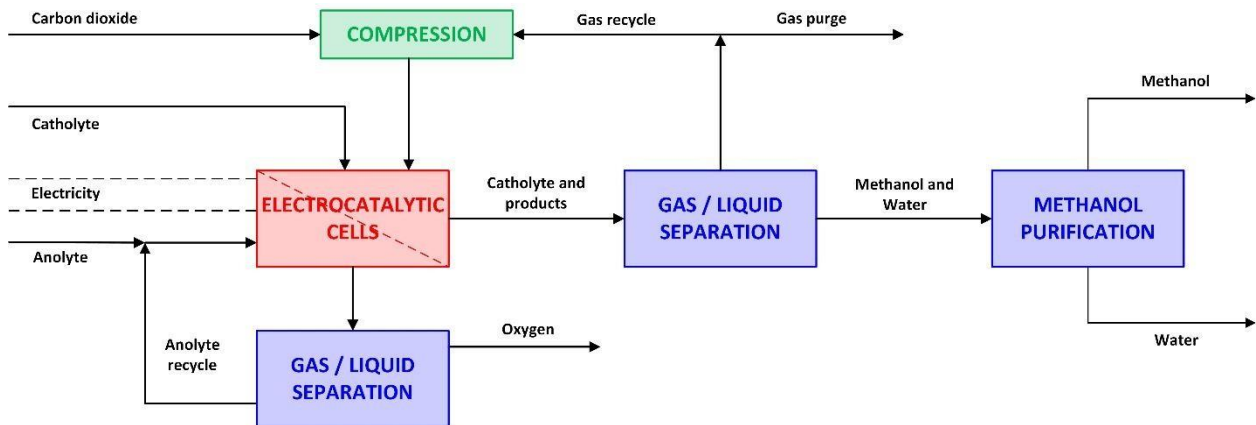 Carbon dioxide
COMPRESSION
Gas recycle
Gas purge
Methanol
Catholyte
Electricity
ELECTROCATALYTIC
CELLS
Catholyte and
products
GAS / LIQUID
SEPARATION
Methanol and
Water
METHANOL
PURIFICATION
Anolyte
Anolyte
recycle
GAS / LIQUID
SEPARATION
Oxygen
Water